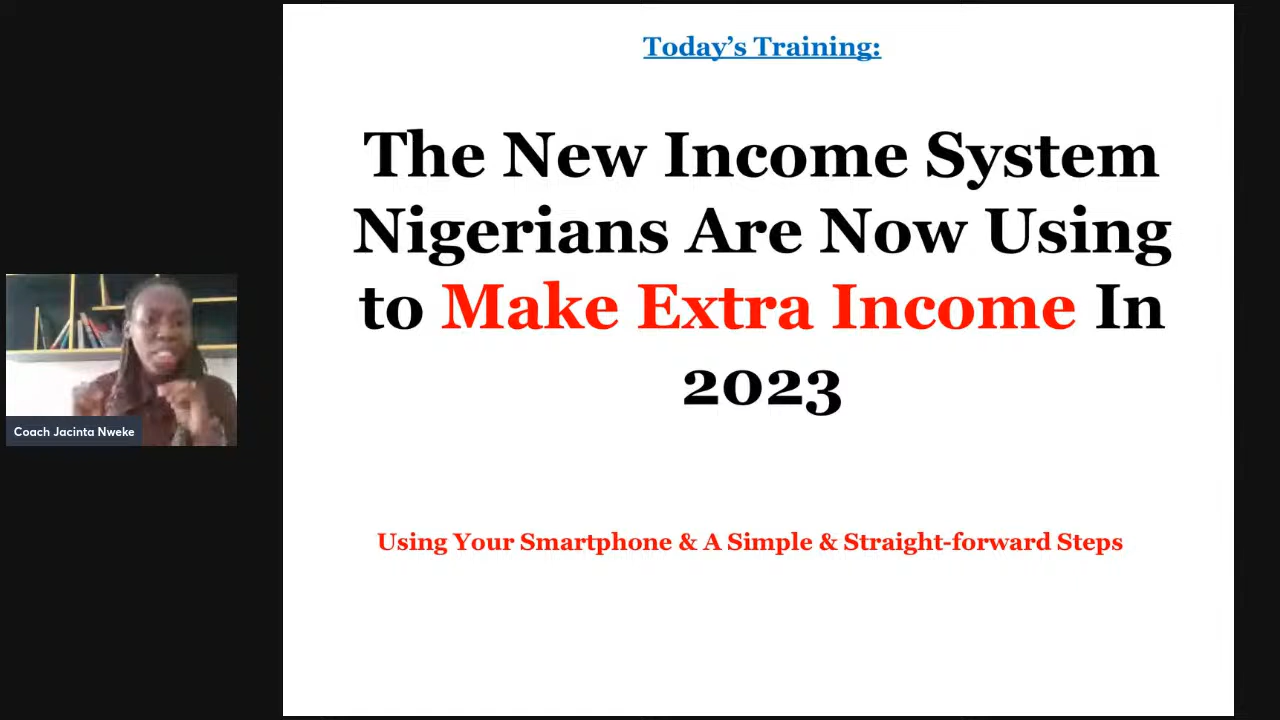 Today's Training:
The New Income System
Nigerians Are Now Using
to Make Extra Income In
2023
Coach Jacinta Nweke
Using Your Smartphone & A Simple & Straight-forward Steps